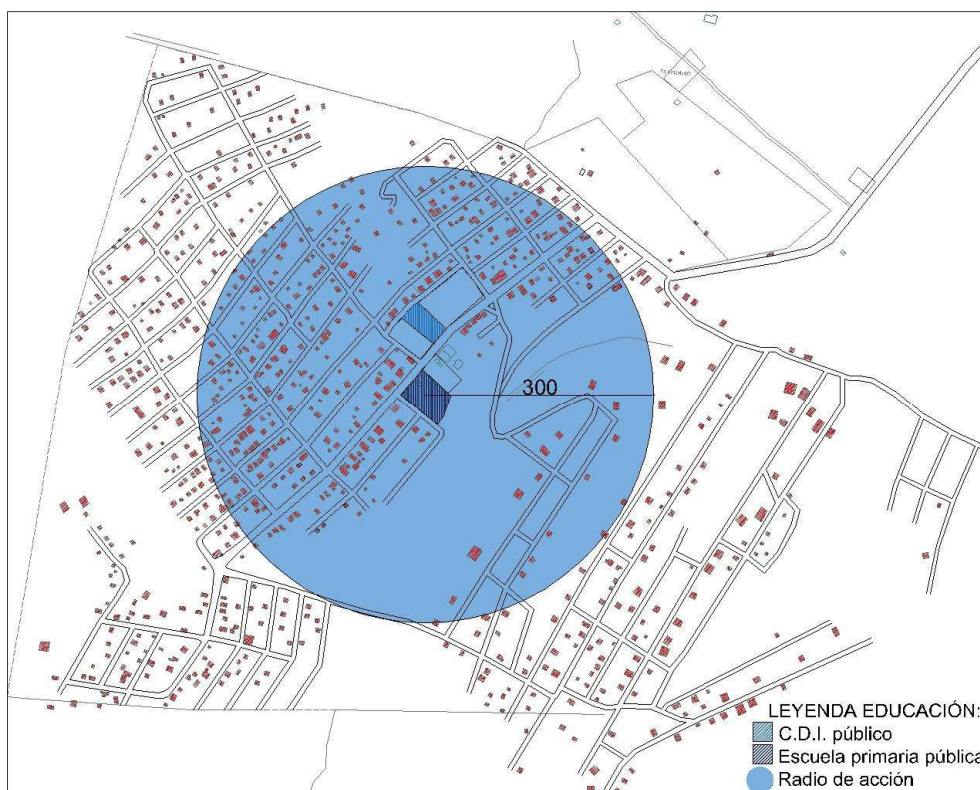 300
LEYENDA EDUCACIÓN:
C.D.I. público
Escuela primaria pública
Radio de acción